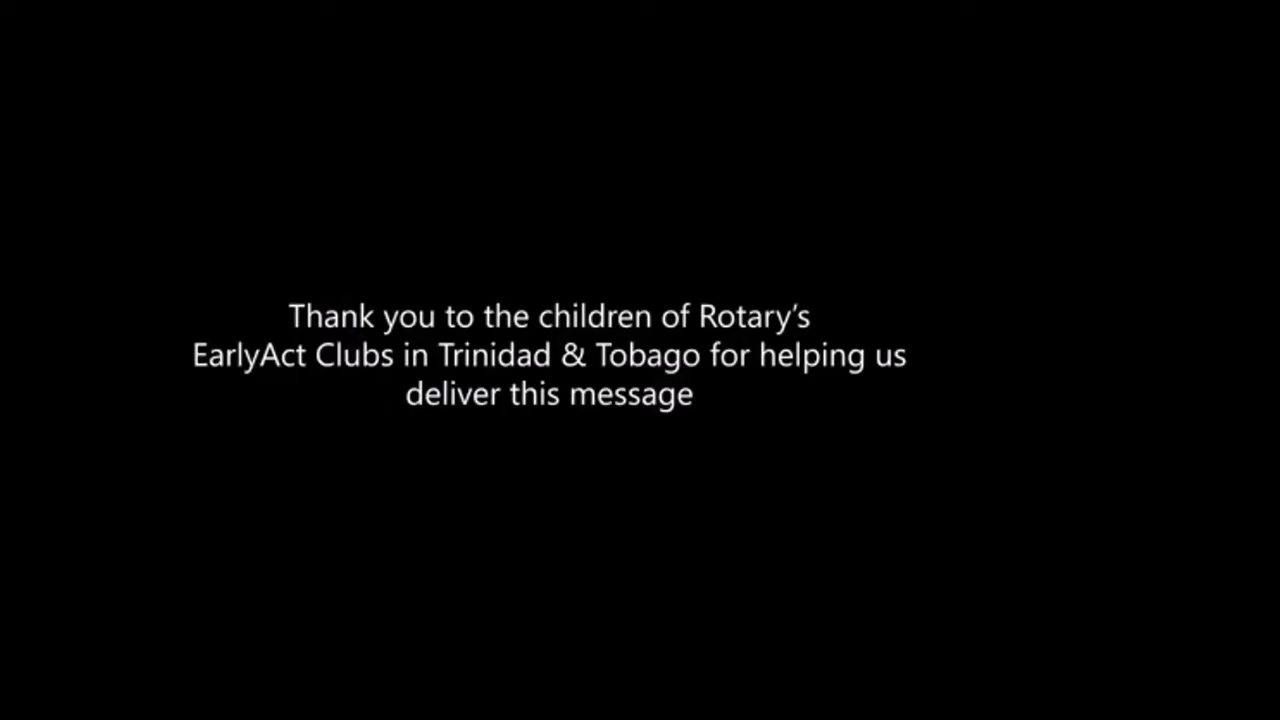 Thank you to the children of Rotary’s
EarlyAct Clubs in Trinidad & Tobago for helping us
deliver this message